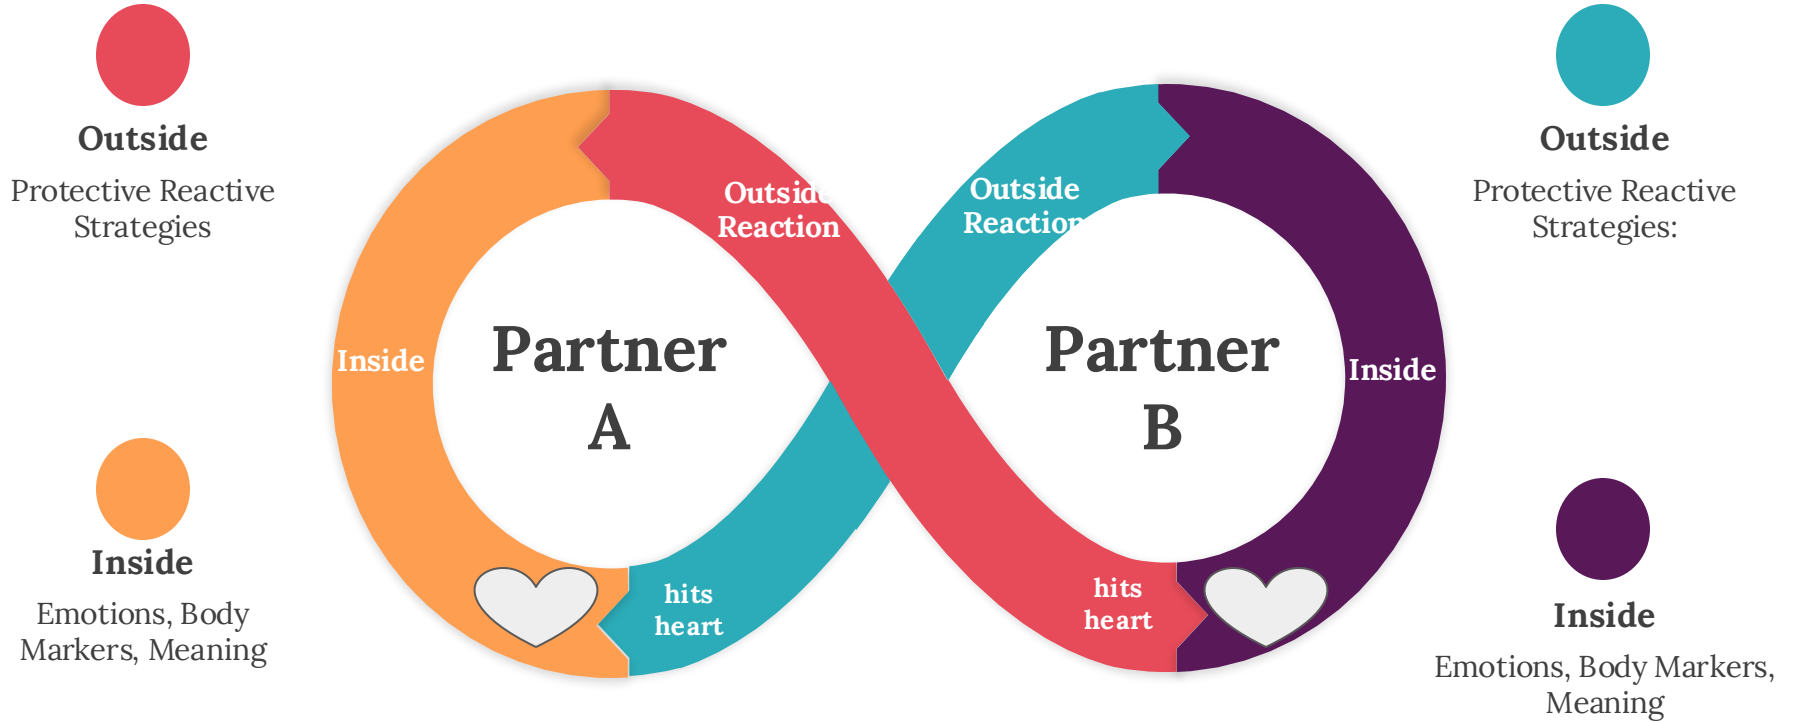 Outside
Protective Reactive
Strategies
Inside
Emotions, Body
Markers, Meaning
Outside
Reaction
Inside
Partner
A
hits
heart
Outside
Reaction
Partner
B
Inside
hits
heart
Outside
Protective Reactive
Strategies:
Inside
Emotions, Body Markers,
Meaning